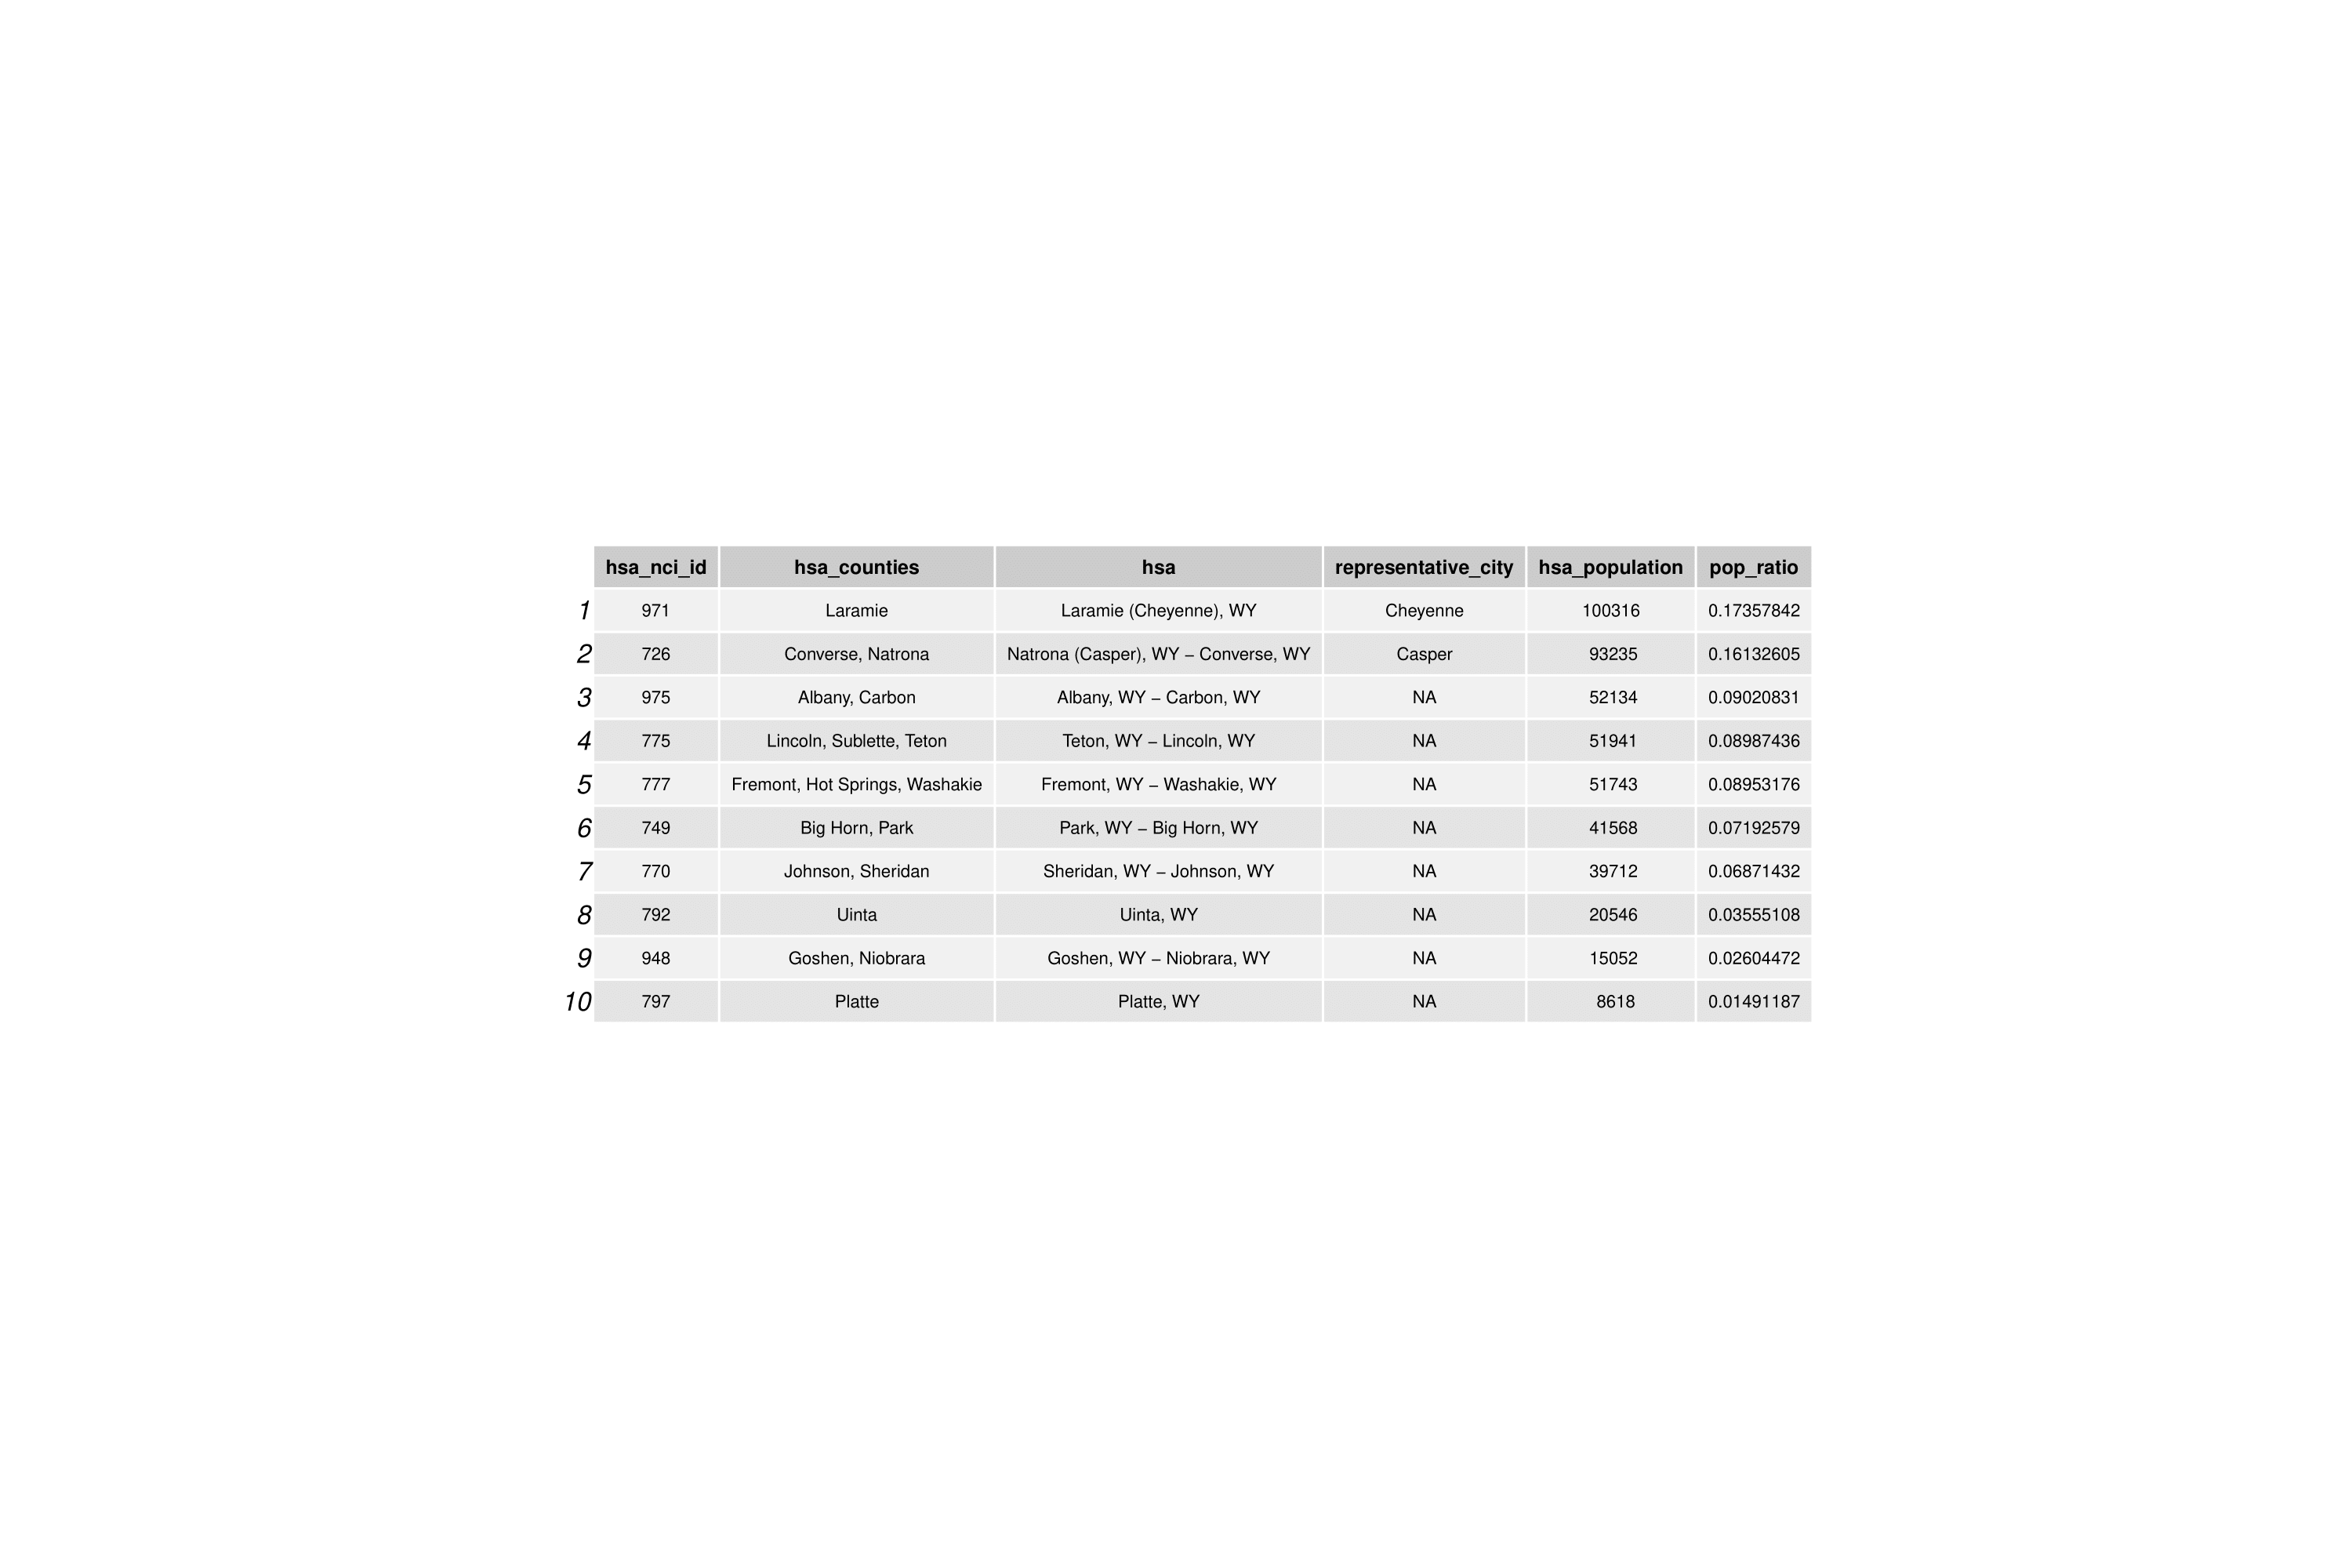 hsa_nci_id hsa_counties hsa representative_city hsa_population pop_ratio
1 971 Laramie Laramie (Cheyenne), WY Cheyenne 100316 0.17357842
2 726 Converse, Natrona Natrona (Casper), WY − Converse, WY Casper 93235 0.16132605
3 975 Albany, Carbon Albany, WY − Carbon, WY NA 52134 0.09020831
4 775 Lincoln, Sublette, Teton Teton, WY − Lincoln, WY NA 51941 0.08987436
5 777 Fremont, Hot Springs, Washakie Fremont, WY − Washakie, WY NA 51743 0.08953176
6 749 Big Horn, Park Park, WY − Big Horn, WY NA 41568 0.07192579
7 770 Johnson, Sheridan Sheridan, WY − Johnson, WY NA 39712 0.06871432
8 792 Uinta Uinta, WY NA 20546 0.03555108
9 948 Goshen, Niobrara Goshen, WY − Niobrara, WY NA 15052 0.02604472
10 797 Platte Platte, WY NA 8618 0.01491187